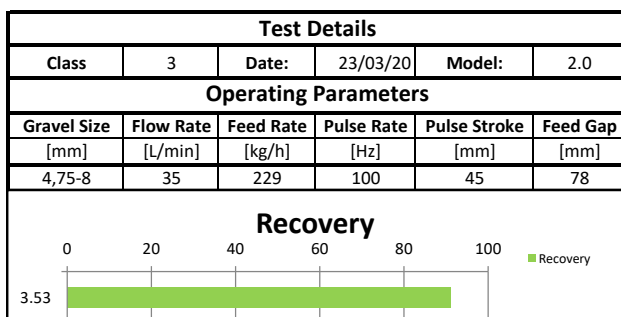 Test Details
Class 3 Date: 23/03/20 Model: 2.0
Operating Parameters
Gravel Size Flow Rate Feed Rate Pulse Rate Pulse Stroke Feed Gap
[mm] [L/min] [kg/h] [Hz] [mm] [mm]
4,75-8 35 229 100 45 78
Recovery
0 20 40 60 80 100
Recovery
3.53